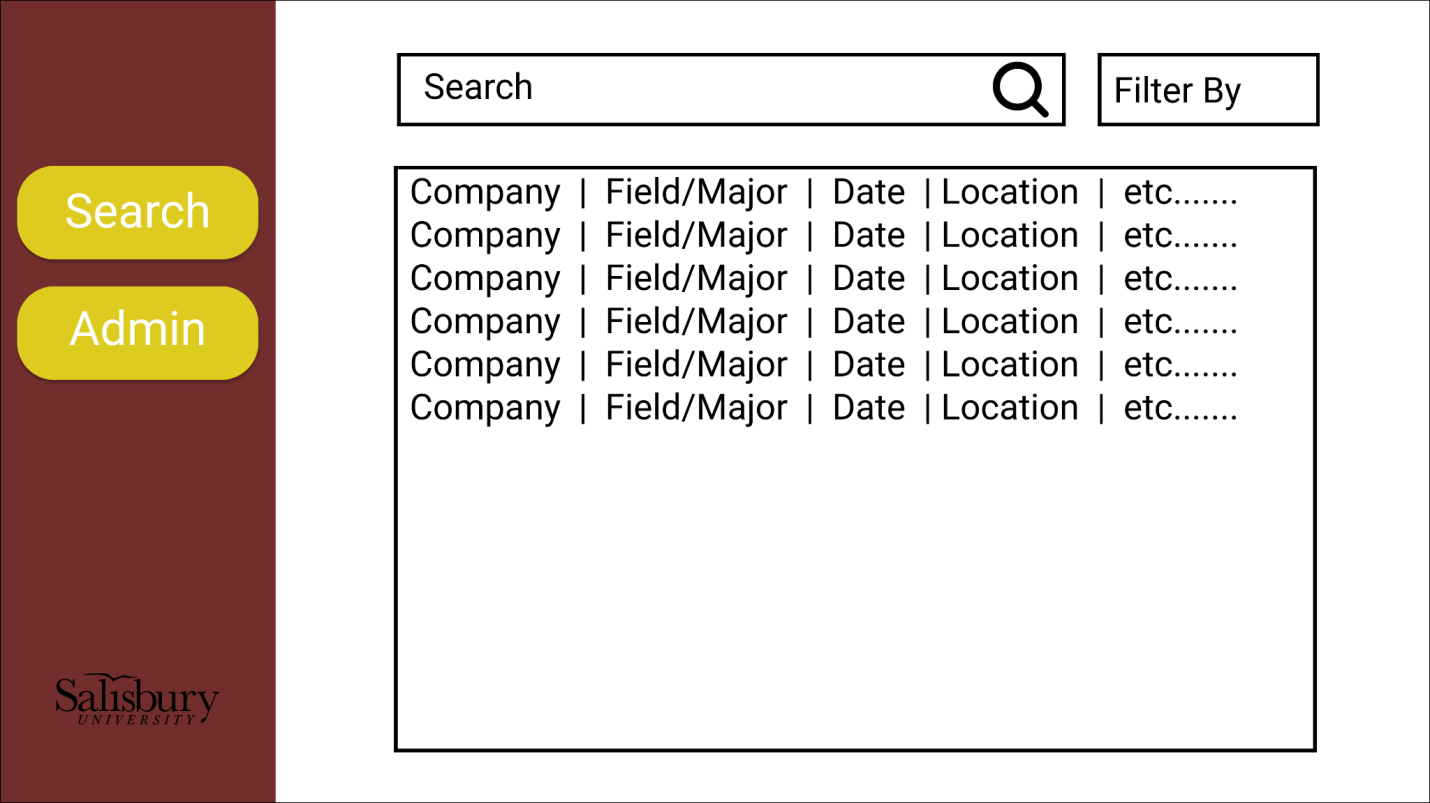 Search
Admin
Salisbury
UNIVERSITY
Search
Filter By
Company | Field/Major | Date | Location | etc.......
Company | Field/Major | Date | Location | etc.......
Company | Field/Major | Date | Location | etc.......
Company | Field/Major | Date | Location | etc.......
Company | Field/Major | Date | Location | etc.......
Company | Field/Major | Date | Location | etc.......